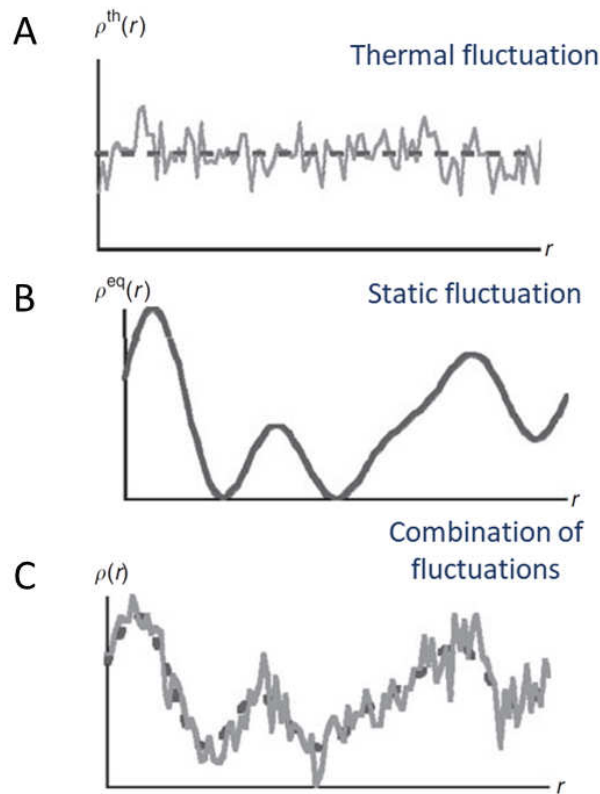 ρ^th(r)
A
Thermal fluctuation
r
B
ρ^eq(r)
Static fluctuation
r
Combination of
fluctuations
C
ρ(r)
r